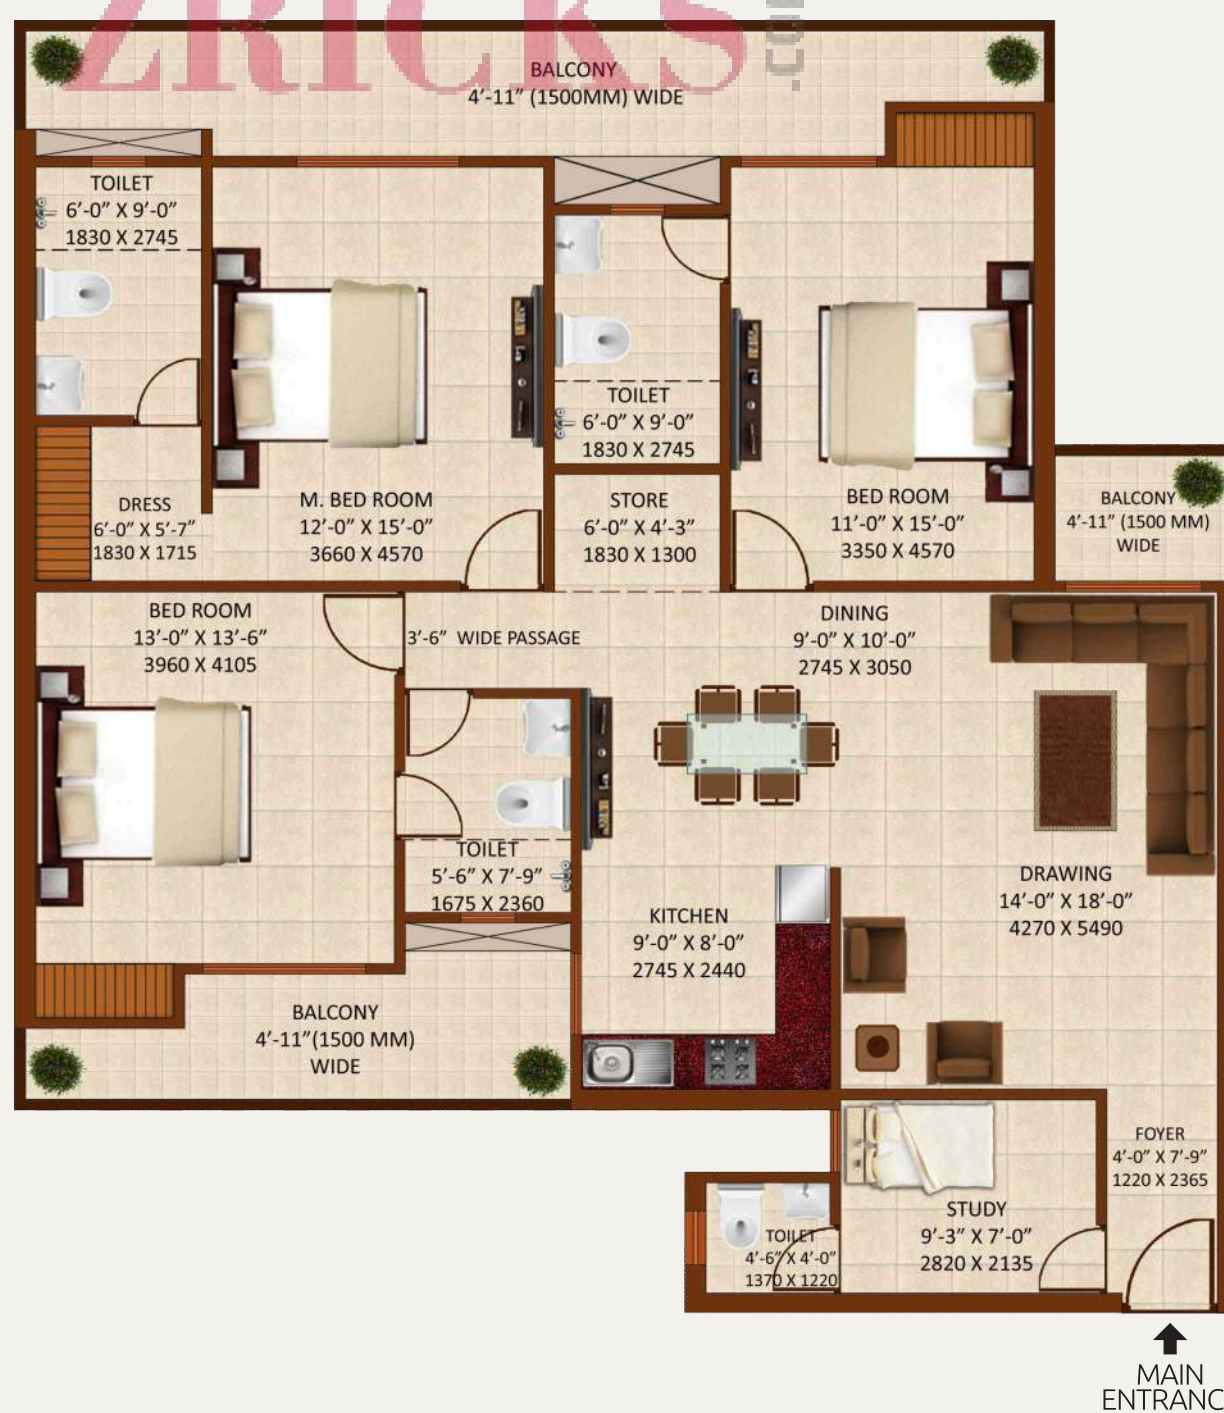 ZRICKS.com
BALCONY
4'-11" (1500MM) WIDE
TOILET
6'-0" X 9'-0"
1830 X 2745
TOILET
6'-0" X 9'-0"
1830 X 2745
DRESS
6'-0" X 5'-7"
1830 X 1715
M. BED ROOM
12'-0" X 15'-0"
3660 X 4570
STORE
6'-0" X 4'-3"
1830 X 1300
BED ROOM
11'-0" X 15'-0"
3350 X 4570
BALCONY
4'-11" (1500 MM)
WIDE
BED ROOM
13'-0" X 13'-6"
3960 X 4105
3'-6" WIDE PASSAGE
DINING
9'-0" X 10'-0"
2745 X 3050
TOILET
5'-6" X 7'-9"
1675 X 2360
KITCHEN
9'-0" X 8'-0"
2745 X 2440
DRAWING
14'-0" X 18'-0"
4270 X 5490
BALCONY
4'-11"(1500 MM)
WIDE
FOYER
4'-0" X 7'-9"
1220 X 2365
STUDY
9'-3" X 7'-0"
2820 X 2135
TOILET
4'-6" X 4'-0"
1370 X 1220
MAIN
ENTRANC